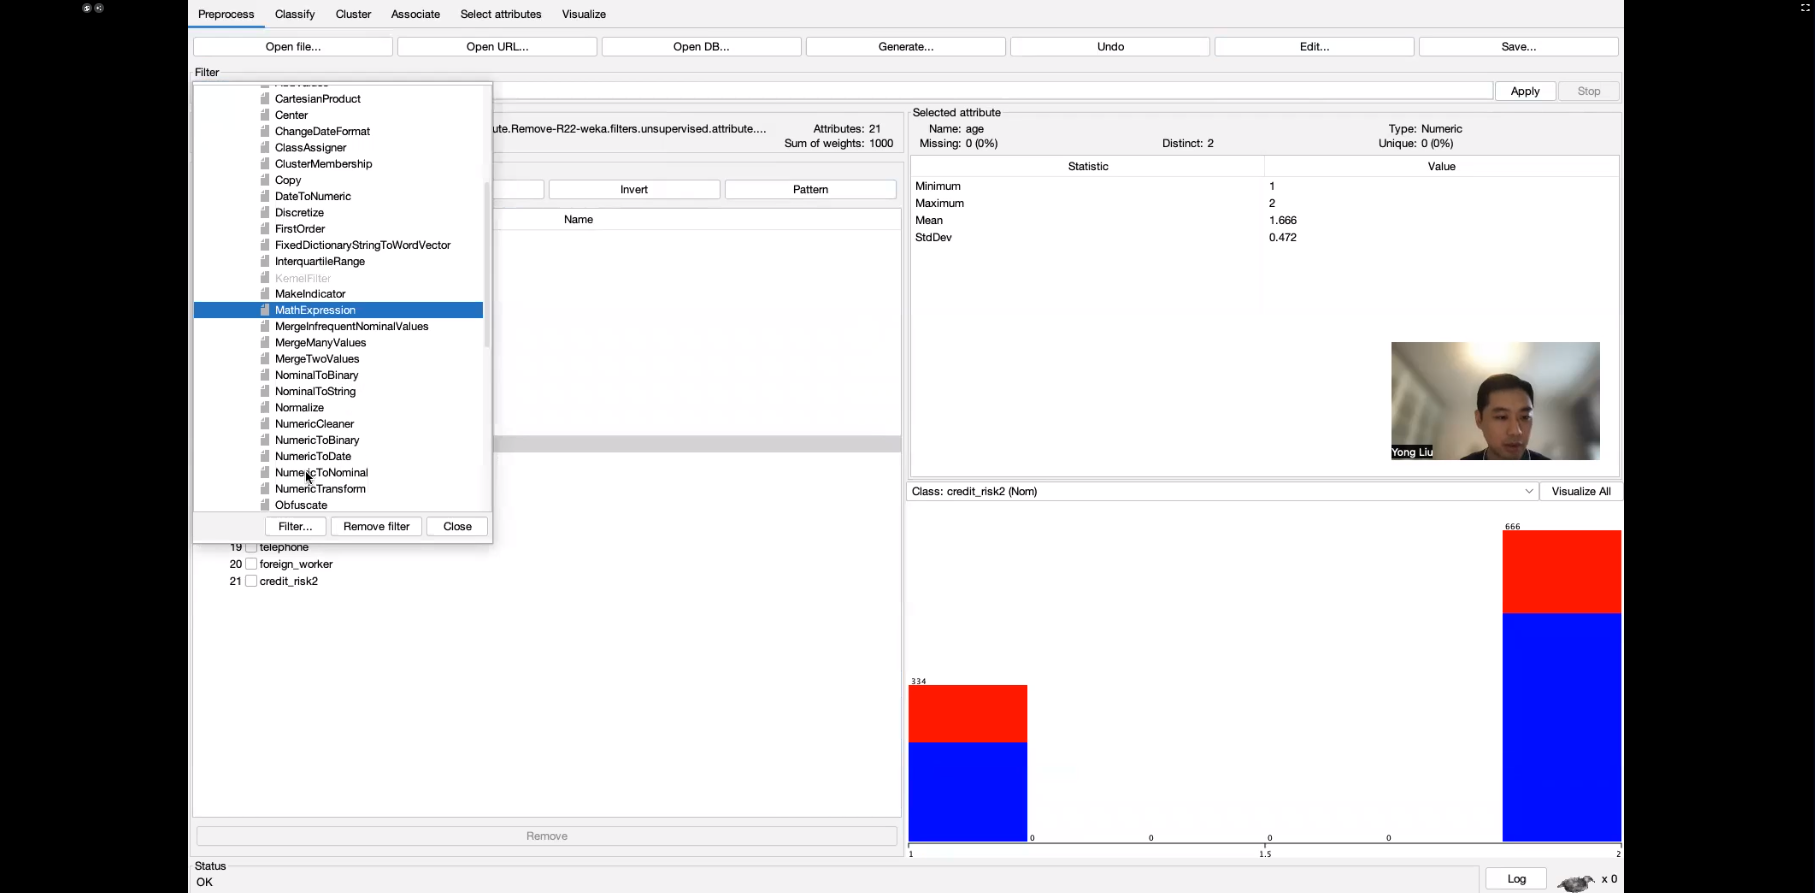 Preprocess Classify Cluster Associate Select attributes Visualize
Open file... Open URL... Open DB... Generate... Undo Edit... Save...
Filter
Apply Stop
CartesianProduct
Center
ChangeDateFormat
ClassAssigner
ClusterMembership
Copy
DateToNumeric
Discretize
FirstOrder
FixedDictionaryStringToWordVector
InterquartileRange
KernelFilter
MakeIndicator
MathExpression
MergeInfrequentNominalValues
MergeManyValues
MergeTwoValues
NominalToBinary
NominalToString
Normalize
NumericCleaner
NumericToBinary
NumericToDate
NumericToNominal
NumericTransform
Obfuscate
Filter... Remove filter Close
ute.Remove-R22-weka.filters.unsupervised.attribute.... Attributes: 21
Sum of weights: 1000
Invert Pattern
Name
19 telephone
20 foreign_worker
21 credit_risk2
Remove
Selected attribute
Name: age Type: Numeric
Missing: 0 (0%) Distinct: 2 Unique: 0 (0%)
Statistic Value
Minimum 1
Maximum 2
Mean 1.666
StdDev 0.472
Yong Liu
Class: credit_risk2 (Nom) Visualize All
666
334
0 0 0 0
1 1.5 2
Status
OK
Log x 0